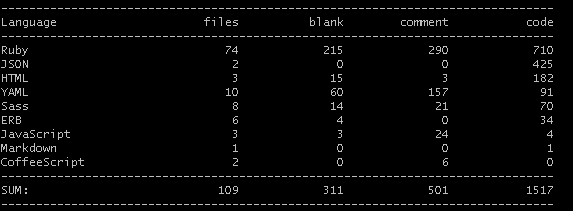 -------------------------------------------------------------------------------
Language                     files          blank        comment           code
-------------------------------------------------------------------------------
Ruby                            74            215            290            710
JSON                             2              0              0            425
HTML                             3             15              3            182
YAML                            10             60            157             91
Sass                             8             14             21             70
ERB                              6              4              0             34
JavaScript                       3              3             24              4
Markdown                         1              0              0              1
CoffeeScript                     2              0              6              0
-------------------------------------------------------------------------------
SUM:                           109            311            501           1517
-------------------------------------------------------------------------------